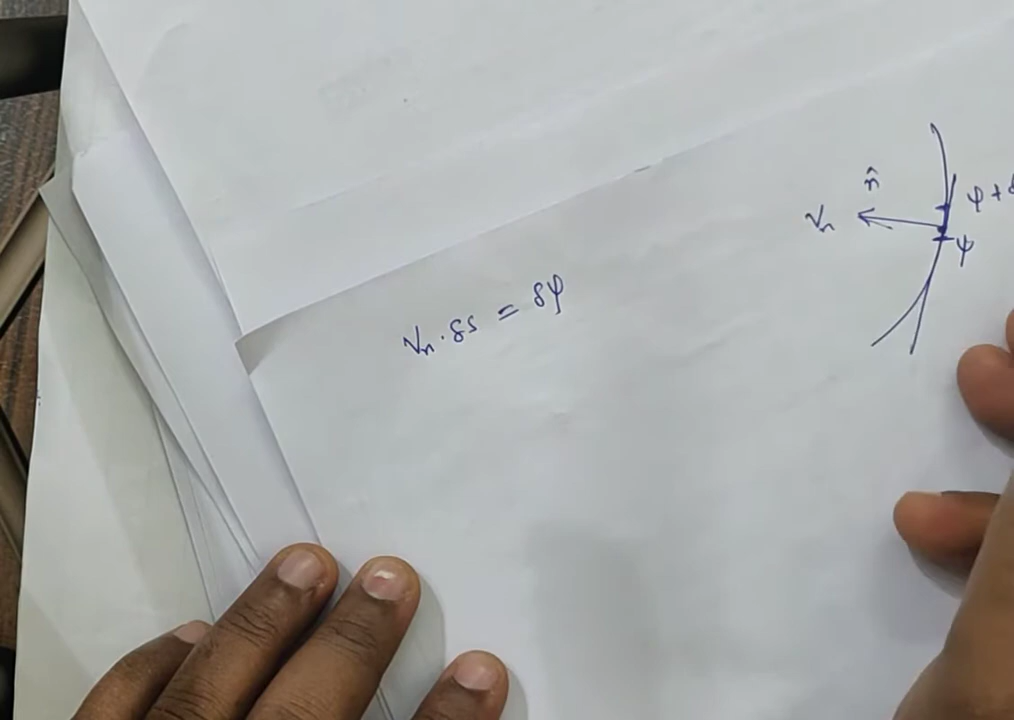 n̂
ψ+
Vn
ψ
Vn.δs = δψ